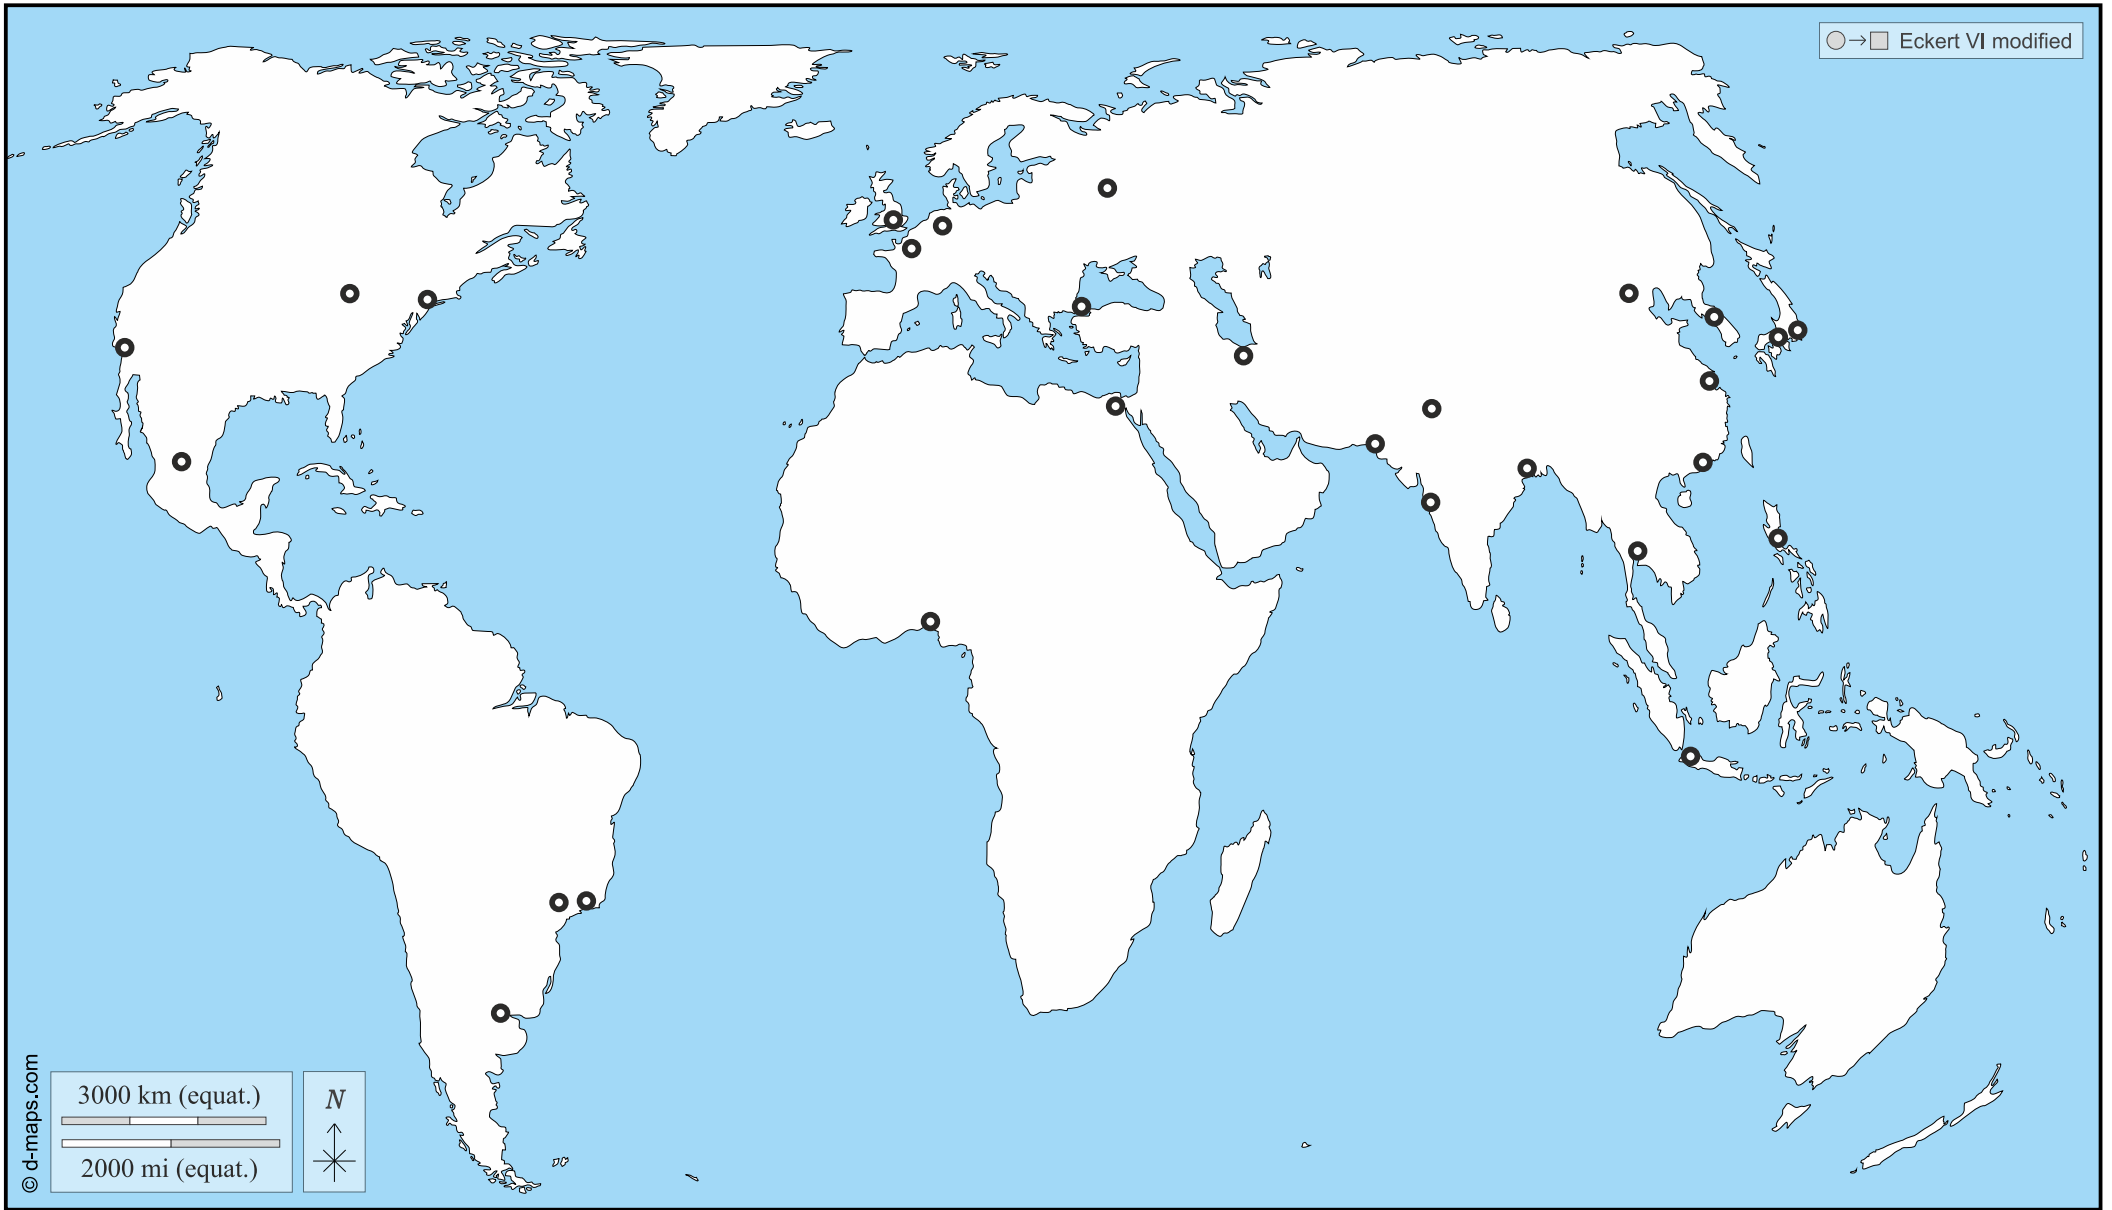 Eckert VI modified
© d-maps.com
3000 km (equat.)
2000 mi (equat.)
N